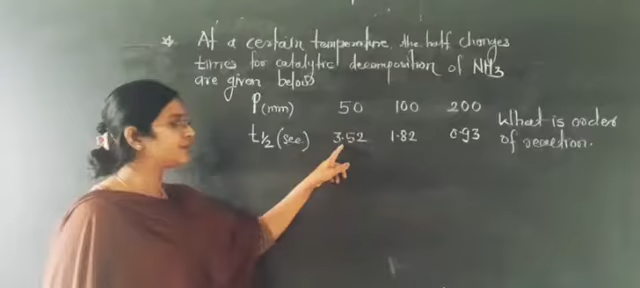 * At a certain temperature the half changes
times for catalytic decomposition of NH3
are given below
P(mm) 50 100 200
t1/2 (sec) 3.52 1.82 0.93
What is order
of reaction.